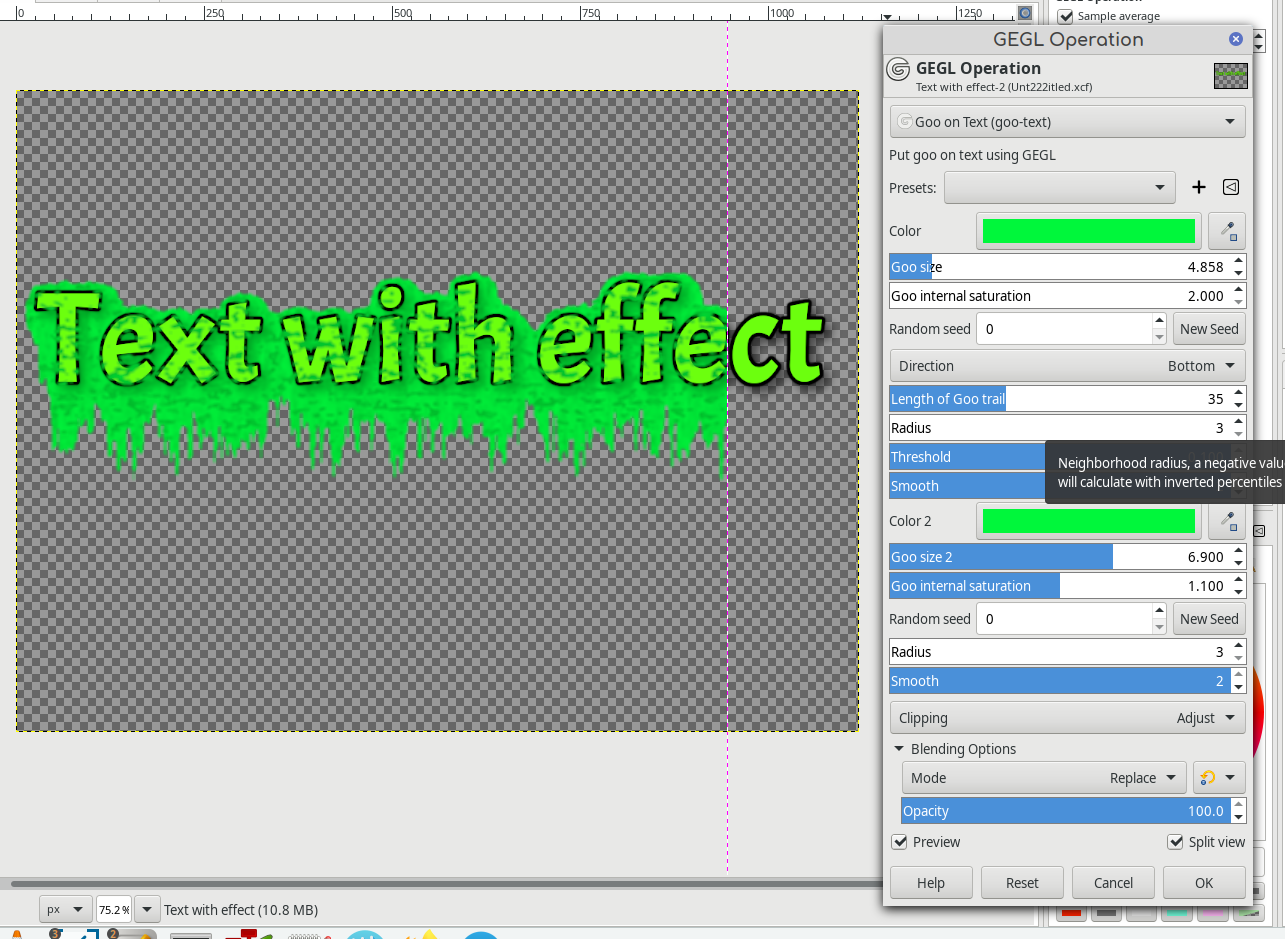 GEGL Operation
Sample average
0 250 500 750 1000 1250
GEGL Operation
GEGL Operation
Text with effect-2 (Unt222itled.xcf)
Goo on Text (goo-text)
Put goo on text using GEGL
Presets:
Color
Goo size 4.858
Goo internal saturation 2.000
Random seed 0 New Seed
Direction Bottom
Length of Goo trail 35
Radius 3
Threshold
Neighborhood radius, a negative valu
will calculate with inverted percentiles
Smooth
Color 2
Goo size 2 6.900
Goo internal saturation 1.100
Random seed 0 New Seed
Radius 3
Smooth 2
Clipping Adjust
Blending Options
Mode Replace
Opacity 100.0
Preview Split view
Help Reset Cancel OK
Text with effect
px 75.2 % Text with effect (10.8 MB)
3 2